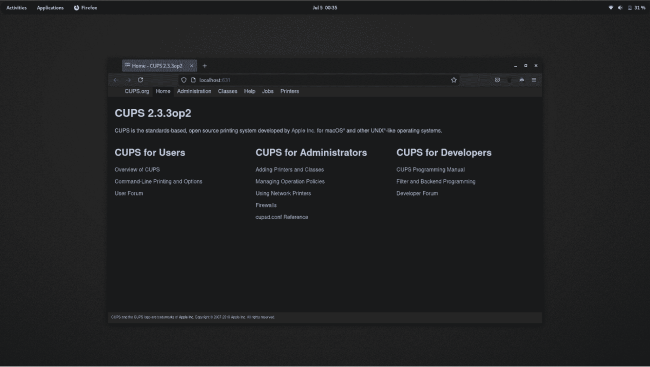 Activities Applications Firefox Jul 5 00:35 31 %
Home - CUPS 2.3.3op2
localhost:631
CUPS.org Home Administration Classes Help Jobs Printers
CUPS 2.3.3op2
CUPS is the standards-based, open source printing system developed by Apple Inc. for macOS® and other UNIX®-like operating systems.
CUPS for Users CUPS for Administrators CUPS for Developers
Overview of CUPS Adding Printers and Classes CUPS Programming Manual
Command-Line Printing and Options Managing Operation Policies Filter and Backend Programming
User Forum Using Network Printers Developer Forum
Firewalls
cupsd.conf Reference
CUPS and the CUPS logo are trademarks of Apple Inc. Copyright © 2007-2019 Apple Inc. All rights reserved.